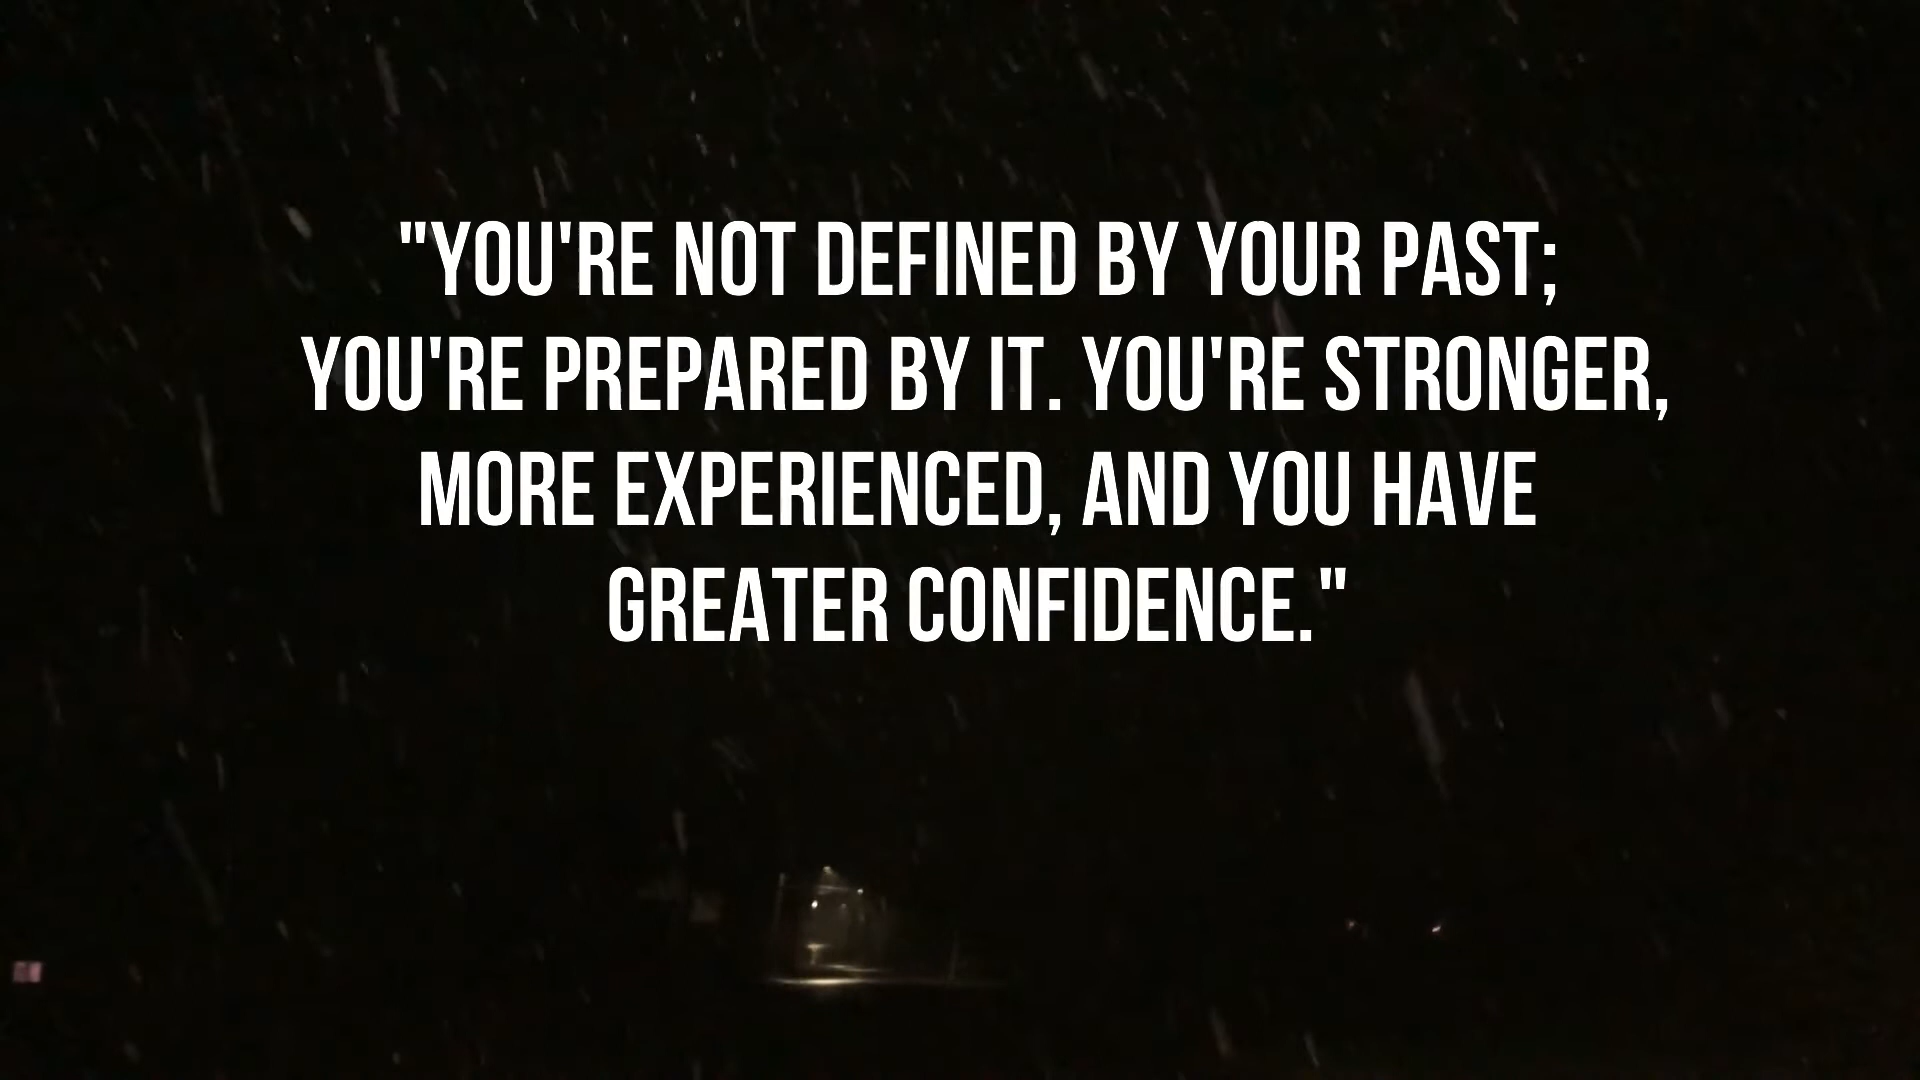 "YOU'RE NOT DEFINED BY YOUR PAST;
YOU'RE PREPARED BY IT. YOU'RE STRONGER,
MORE EXPERIENCED, AND YOU HAVE
GREATER CONFIDENCE."